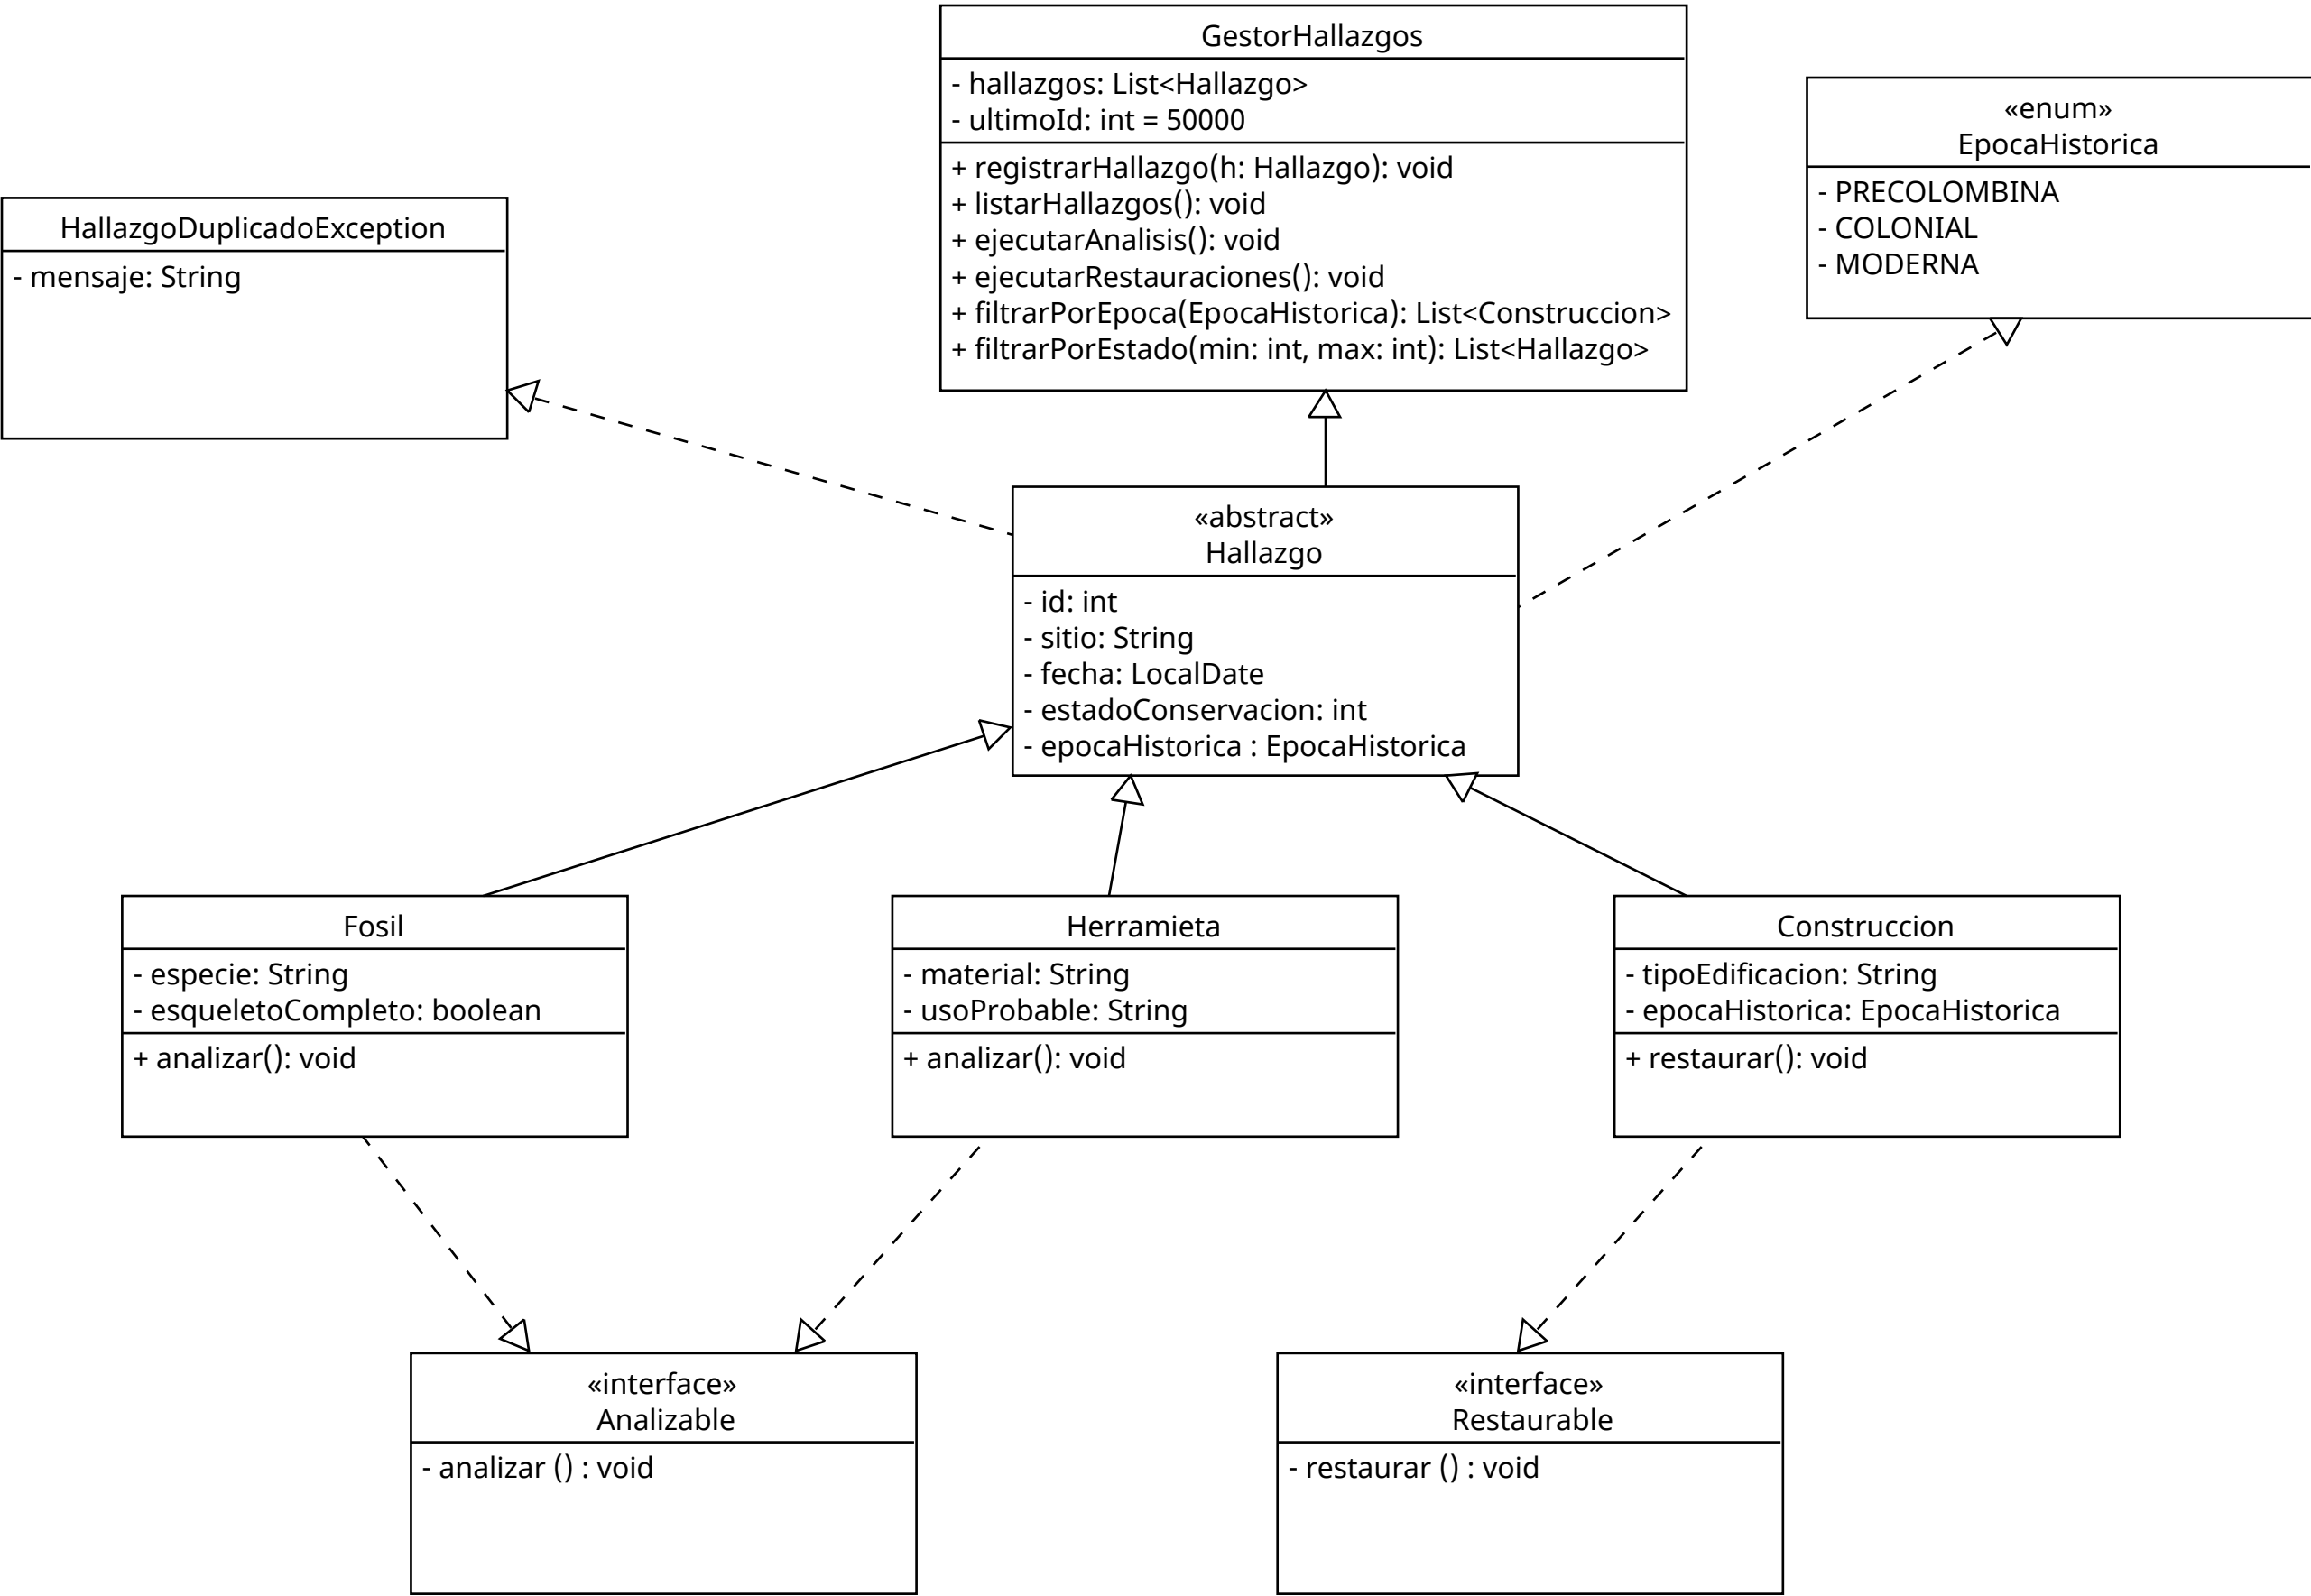 GestorHallazgos
- hallazgos: List<Hallazgo>
- ultimoId: int = 50000
+ registrarHallazgo(h: Hallazgo): void
+ listarHallazgos(): void
+ ejecutarAnalisis(): void
+ ejecutarRestauraciones(): void
+ filtrarPorEpoca(EpocaHistorica): List<Construccion>
+ filtrarPorEstado(min: int, max: int): List<Hallazgo>
«enum»
EpocaHistorica
- PRECOLOMBINA
- COLONIAL
- MODERNA
HallazgoDuplicadoException
- mensaje: String
«abstract»
Hallazgo
- id: int
- sitio: String
- fecha: LocalDate
- estadoConservacion: int
- epocaHistorica : EpocaHistorica
Fosil
- especie: String
- esqueletoCompleto: boolean
+ analizar(): void
Herramieta
- material: String
- usoProbable: String
+ analizar(): void
Construccion
- tipoEdificacion: String
- epocaHistorica: EpocaHistorica
+ restaurar(): void
«interface»
Analizable
- analizar () : void
«interface»
Restaurable
- restaurar () : void